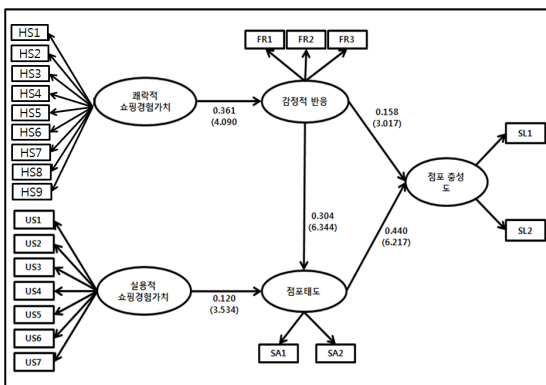 HS1
HS2
HS3
HS4
HS5
HS6
HS7
HS8
HS9
쾌락적
쇼핑경험가치
0.361
(4.090
FR1
FR2
FR3
감정적 반응
0.158
(3.017)
점포 충성
도
SL1
SL2
0.304
(6.344)
0.440
(6.217)
US1
US2
US3
US4
US5
US6
US7
실용적
쇼핑경험가치
0.120
(3.534)
점포태도
SA1
SA2